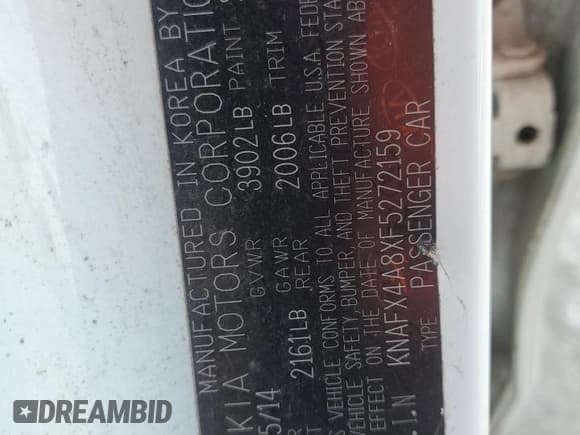 MANUFACTURED IN KOREA BY
KIA MOTORS CORPORATION
5/14 GVWR 3902LB PAINT
2161LB GAWR REAR 2006LB TRIM
VEHICLE CONFORMS TO ALL APPLICABLE U.S.A. FEDE
VEHICLE SAFETY, BUMPER, AND THEFT PREVENTION STA
EFFECT ON THE DATE OF MANUFACTURE SHOWN AB
.I.N KNAFX4A8XF5272159
TYPE PASSENGER CAR
DREAMBID